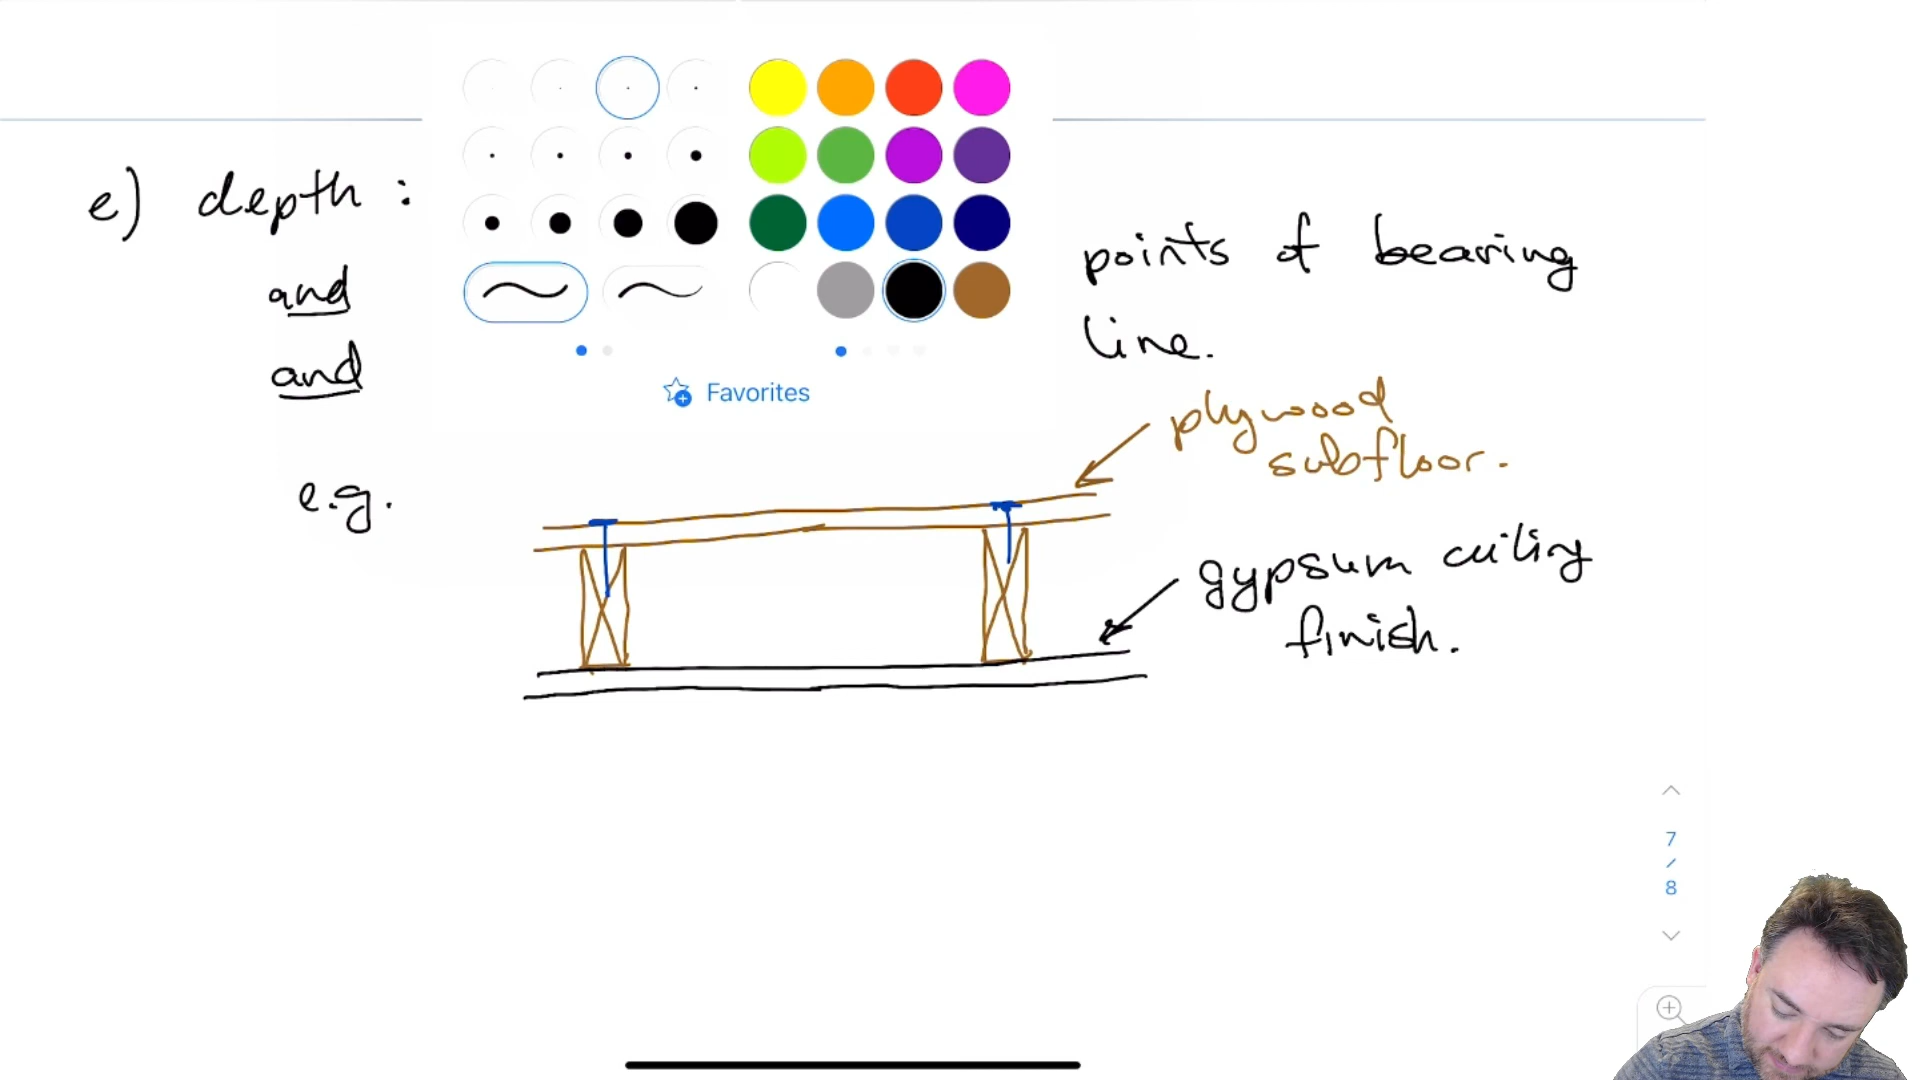 e) depth :
and
points of bearing
line.
and
Favorites
plywood
subfloor.
e.g.
gypsum ceiling
finish.
7
/
8